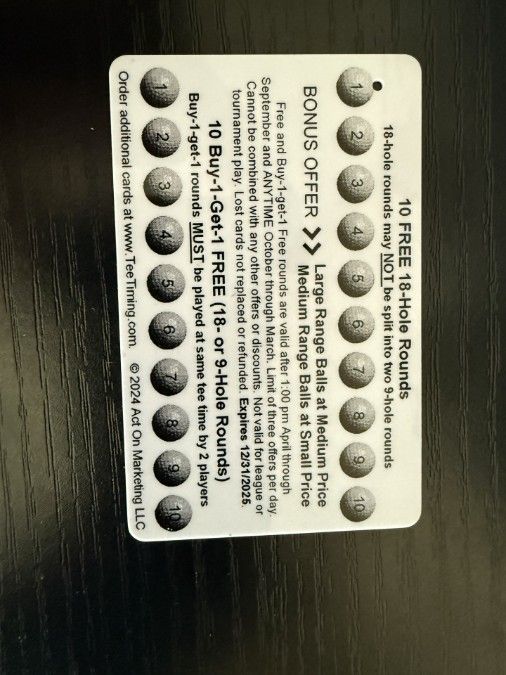 10 FREE 18-Hole Rounds
18-hole rounds may NOT be split into two 9-hole rounds
1 2 3 4 5 6 7 8 9 10
BONUS OFFER >> Large Range Balls at Medium Price
Medium Range Balls at Small Price
Free and Buy-1-get-1 Free rounds are valid after 1:00 pm April through
September and ANYTIME October through March. Limit of three offers per day.
Cannot be combined with any other offers or discounts. Not valid for league or
tournament play. Lost cards not replaced or refunded. Expires 12/31/2025.
10 Buy-1-Get-1 FREE (18- or 9-Hole Rounds)
Buy-1-get-1 rounds MUST be played at same tee time by 2 players
1 2 3 4 5 6 7 8 9 10
Order additional cards at www.TeeTiming.com. © 2024 Act On Marketing LLC